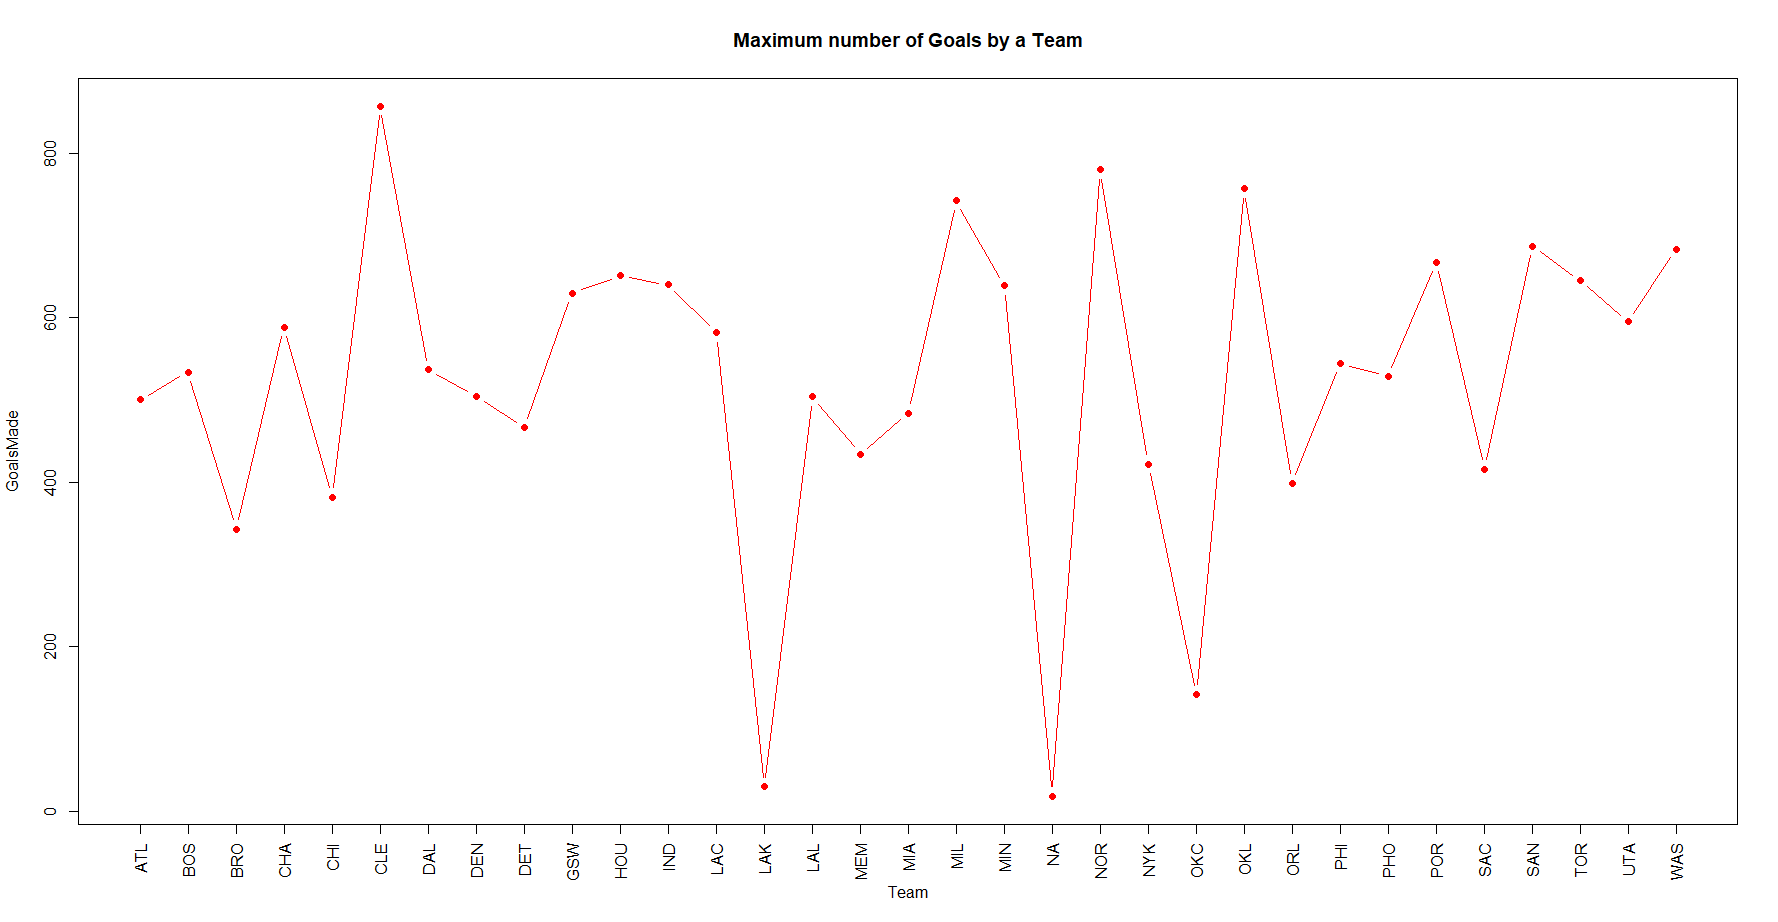 Maximum number of Goals by a Team
GoalsMade
800
600
400
200
0
ATL BOS BRO CHA CHI CLE DAL DEN DET GSW HOU IND LAC LAK LAL MEM MIA MIL MIN NA NOR NYK OKC OKL ORL PHI PHO POR SAC SAN TOR UTA WAS
Team